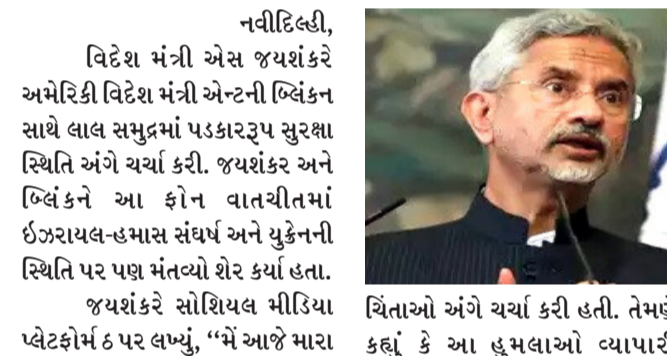 નવીદિલ્હી,
વિદેશ મંત્રી એસ જયશંકરે
અમેરિકી વિદેશ મંત્રી એન્ટની બ્લિંકન
સાથે લાલ સમુદ્રમાં પડકારરૂપ સુરક્ષા
સ્થિતિ અંગે ચર્ચા કરી. જયશંકર અને
બ્લિંકને આ ફોન વાતચીતમાં
ઇઝરાયલ-હમાસ સંઘર્ષ અને યુક્રેનની
સ્થિતિ પર પણ મંતવ્યો શેર કર્યા હતા.
જયશંકરે સોશિયલ મીડિયા
પ્લેટફોર્મ ઠ પર લખ્યું, “મેં આજે મારા
ચિંતાઓ અંગે ચર્ચા કરી હતી. તેમણે
કહ્યું કે આ હુમલાઓ વ્યાપાર